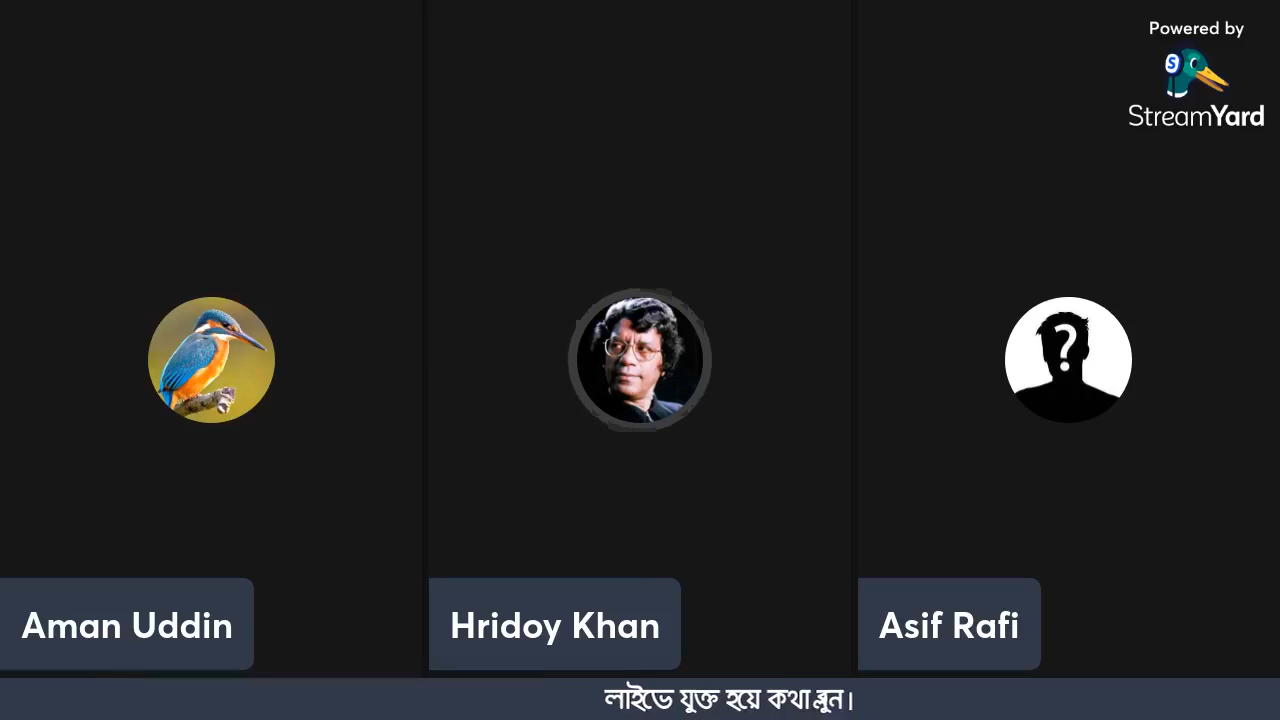 Powered by
S
StreamYard
?
Aman Uddin
Hridoy Khan
Asif Rafi
লাইভে যুক্ত হয়ে কথা বলুন।